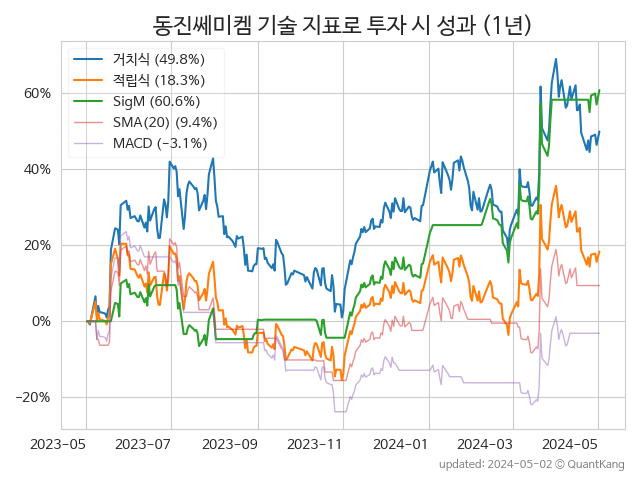 동진쎄미켐 기술 지표로 투자 시 성과 (1년)
거치식 (49.8%)
적립식 (18.3%)
SigM (60.6%)
SMA(20) (9.4%)
MACD (−3.1%)
60%
40%
20%
0%
−20%
2023-05
2023-07
2023-09
2023-11
2024-01
2024-03
2024-05
updated: 2024-05-02 © QuantKang